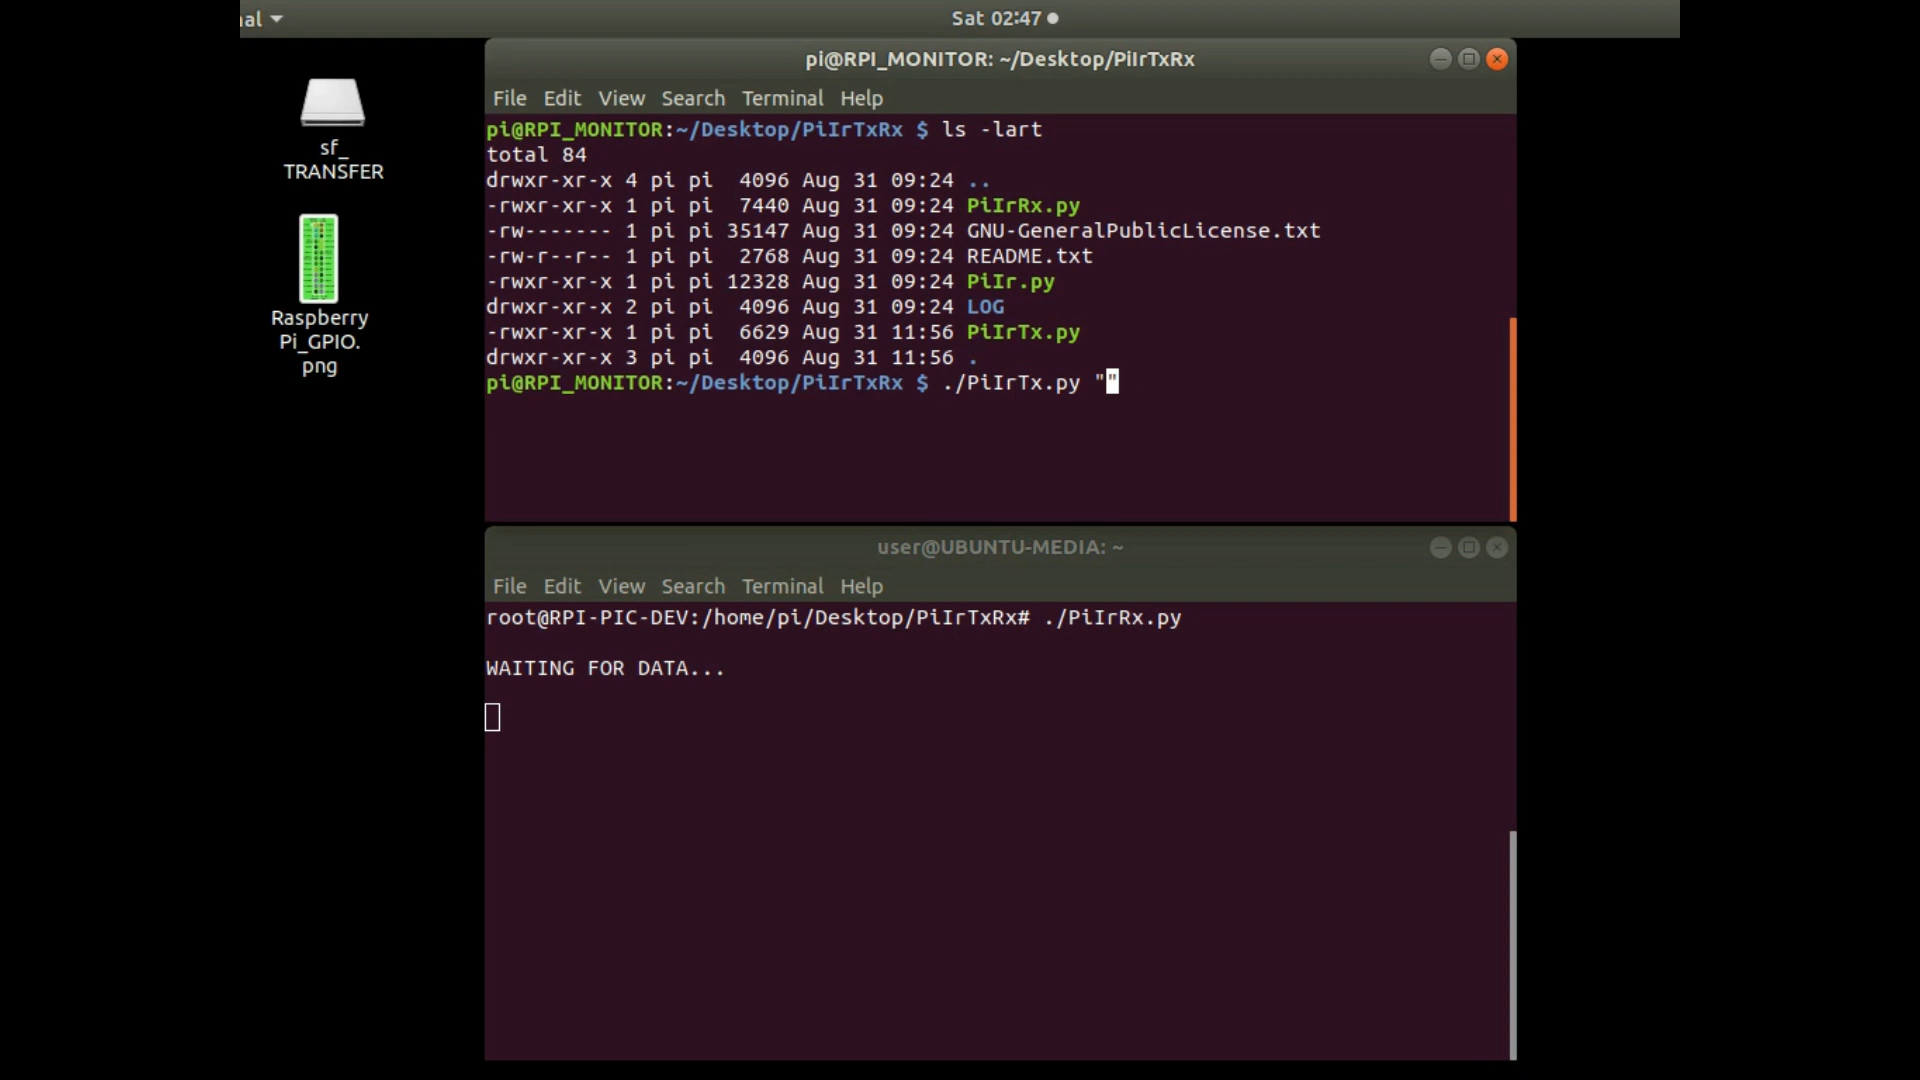 al
Sat 02:47
sf_
TRANSFER
Raspberry
Pi_GPIO.
png
pi@RPI_MONITOR: ~/Desktop/PiIrTxRx
File Edit View Search Terminal Help
pi@RPI_MONITOR:~/Desktop/PiIrTxRx $ ls -lart
total 84
drwxr-xr-x 4 pi pi  4096 Aug 31 09:24 ..
-rwxr-xr-x 1 pi pi  7440 Aug 31 09:24 PiIrRx.py
-rw------- 1 pi pi 35147 Aug 31 09:24 GNU-GeneralPublicLicense.txt
-rw-r--r-- 1 pi pi  2768 Aug 31 09:24 README.txt
-rwxr-xr-x 1 pi pi 12328 Aug 31 09:24 PiIr.py
drwxr-xr-x 2 pi pi  4096 Aug 31 09:24 LOG
-rwxr-xr-x 1 pi pi  6629 Aug 31 11:56 PiIrTx.py
drwxr-xr-x 3 pi pi  4096 Aug 31 11:56 .
pi@RPI_MONITOR:~/Desktop/PiIrTxRx $ ./PiIrTx.py ""
user@UBUNTU-MEDIA: ~
File Edit View Search Terminal Help
root@RPI-PIC-DEV:/home/pi/Desktop/PiIrTxRx# ./PiIrRx.py
WAITING FOR DATA...